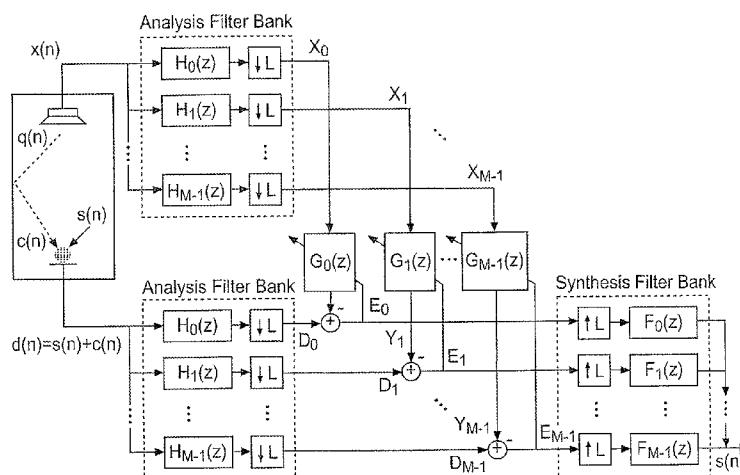 Analysis Filter Bank
x(n)
H0(z)
↓L
X0
H1(z)
↓L
X1
HM-1(z)
↓L
XM-1
q(n)
s(n)
c(n)
G0(z)
G1(z)
GM-1(z)
Analysis Filter Bank
Synthesis Filter Bank
d(n)=s(n)+c(n)
H0(z)
↓L
D0
E0
↑L
F0(z)
H1(z)
↓L
Y1
D1
E1
↑L
F1(z)
HM-1(z)
↓L
YM-1
DM-1
EM-1
↑L
FM-1(z)